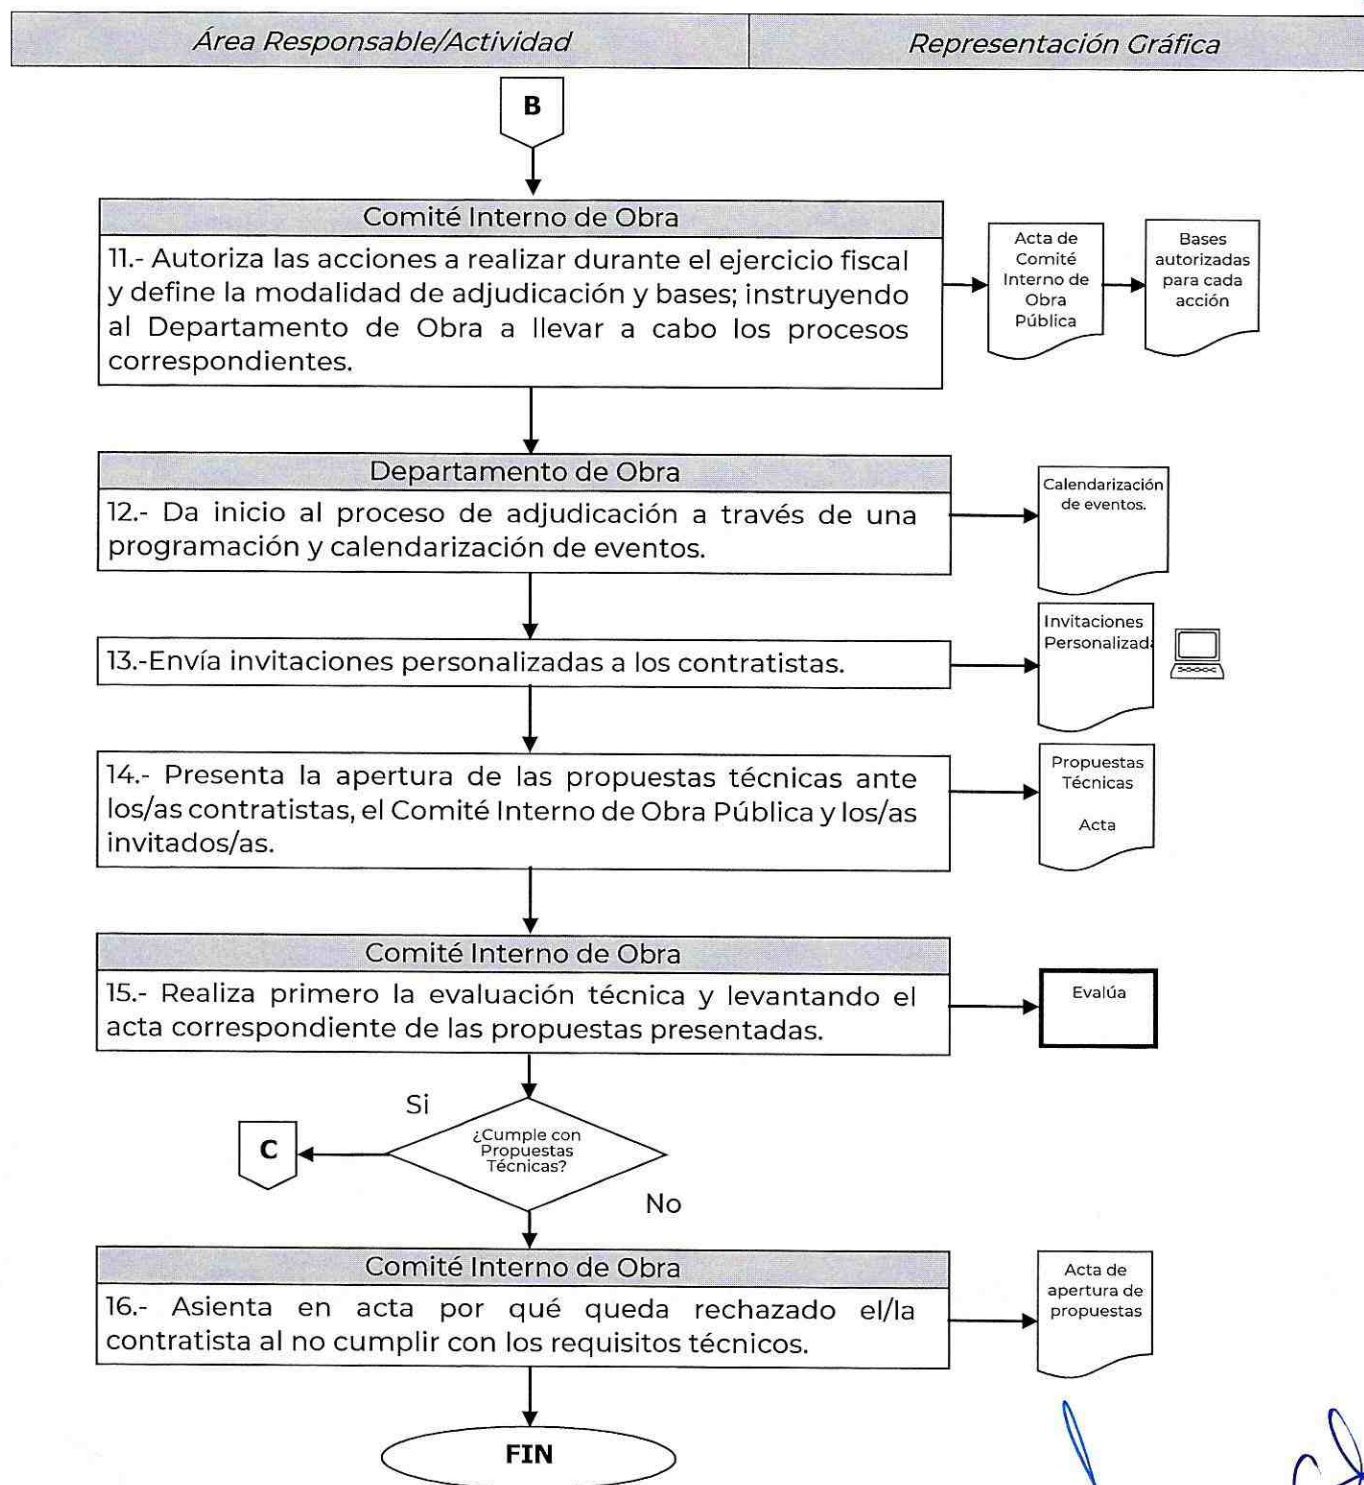 Área Responsable/Actividad
Representación Gráfica
B
Comité Interno de Obra
11.- Autoriza las acciones a realizar durante el ejercicio fiscal
y define la modalidad de adjudicación y bases; instruyendo
al Departamento de Obra a llevar a cabo los procesos
correspondientes.
Acta de
Comité
Interno de
Obra
Pública
Bases
autorizadas
para cada
acción
Departamento de Obra
12.- Da inicio al proceso de adjudicación a través de una
programación y calendarización de eventos.
Calendarización
de eventos.
13.-Envía invitaciones personalizadas a los contratistas.
Invitaciones
Personalizad
14.- Presenta la apertura de las propuestas técnicas ante
los/as contratistas, el Comité Interno de Obra Pública y los/as
invitados/as.
Propuestas
Técnicas
Acta
Comité Interno de Obra
15.- Realiza primero la evaluación técnica y levantando el
acta correspondiente de las propuestas presentadas.
Evalúa
Si
¿Cumple con
Propuestas
Técnicas?
C
No
Comité Interno de Obra
16.- Asienta en acta por qué queda rechazado el/la
contratista al no cumplir con los requisitos técnicos.
Acta de
apertura de
propuestas
FIN